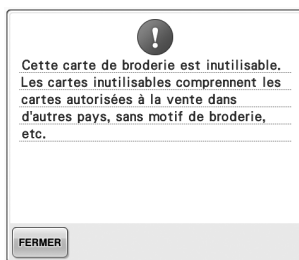 Cette carte de broderie est inutilisable.
Les cartes inutilisables comprennent les
cartes autorisées à la vente dans
d'autres pays, sans motif de broderie,
etc.
FERMER